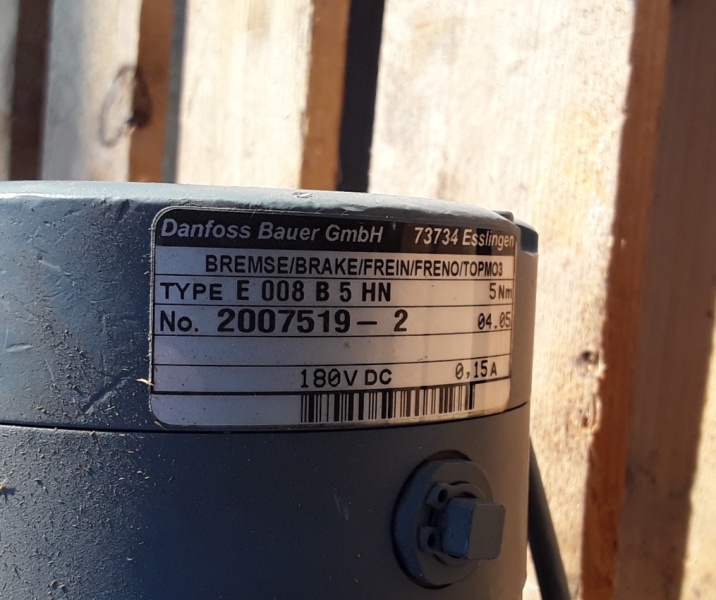 Danfoss Bauer GmbH 73734 Esslingen
BREMSE/BRAKE/FREIN/FRENO/TOPMO3
TYPE E 008 B 5 HN 5 Nm
No. 2007519-2 04.05
180V DC 0,15A